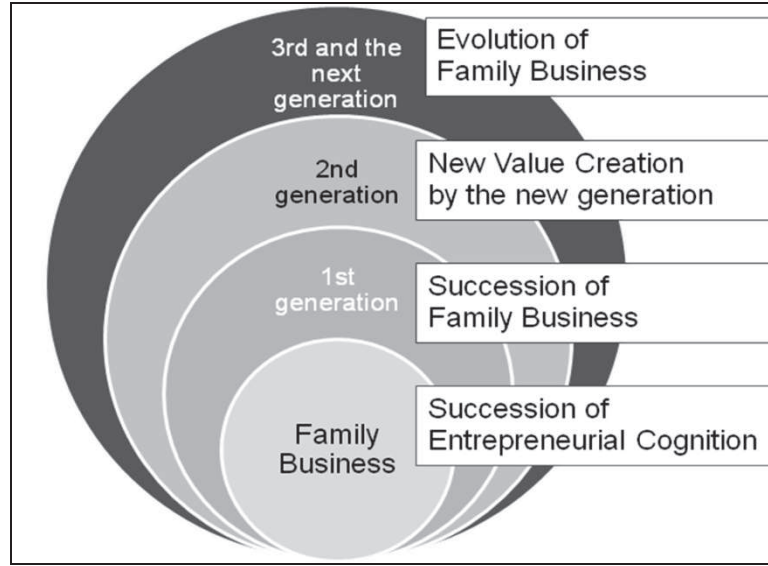 3rd and the
next
generation
Evolution of
Family Business
2nd
generation
New Value Creation
by the new generation
1st
generation
Succession of
Family Business
Family
Business
Succession of
Entrepreneurial Cognition